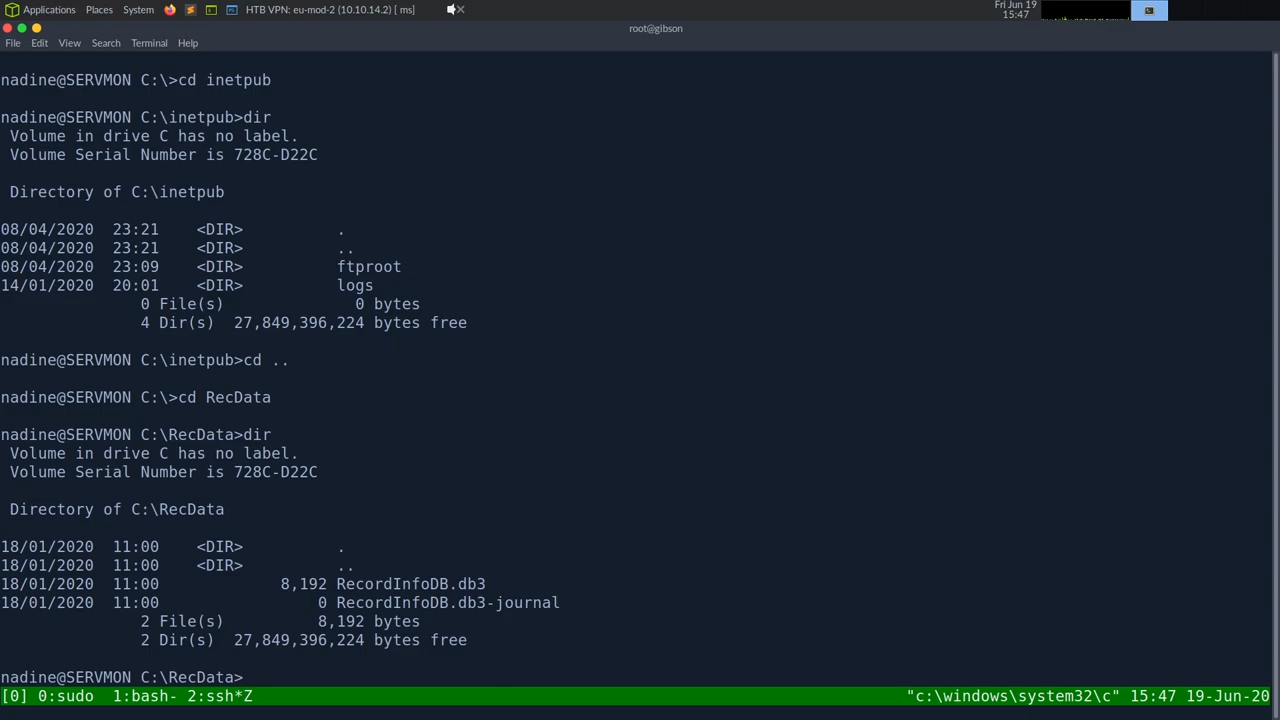 Applications Places System HTB VPN: eu-mod-2 (10.10.14.2) [ ms] Fri Jun 19
15:47
root@gibson
File Edit View Search Terminal Help
nadine@SERVMON C:\>cd inetpub
nadine@SERVMON C:\inetpub>dir
 Volume in drive C has no label.
 Volume Serial Number is 728C-D22C
 Directory of C:\inetpub
08/04/2020  23:21    <DIR>          .
08/04/2020  23:21    <DIR>          ..
08/04/2020  23:09    <DIR>          ftproot
14/01/2020  20:01    <DIR>          logs
               0 File(s)              0 bytes
               4 Dir(s)  27,849,396,224 bytes free
nadine@SERVMON C:\inetpub>cd ..
nadine@SERVMON C:\>cd RecData
nadine@SERVMON C:\RecData>dir
 Volume in drive C has no label.
 Volume Serial Number is 728C-D22C
 Directory of C:\RecData
18/01/2020  11:00    <DIR>          .
18/01/2020  11:00    <DIR>          ..
18/01/2020  11:00             8,192 RecordInfoDB.db3
18/01/2020  11:00                 0 RecordInfoDB.db3-journal
               2 File(s)          8,192 bytes
               2 Dir(s)  27,849,396,224 bytes free
nadine@SERVMON C:\RecData>
[0] 0:sudo  1:bash- 2:ssh*Z "c:\windows\system32\c" 15:47 19-Jun-20